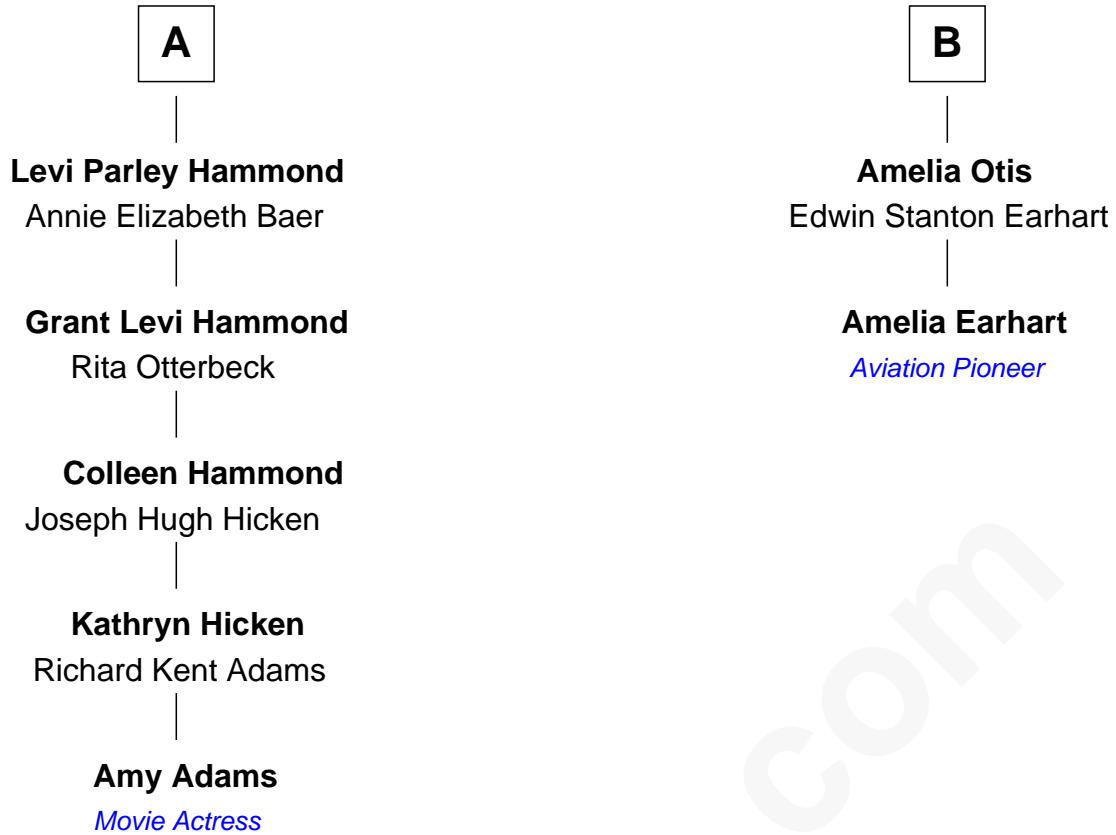 A
Levi Parley Hammond
Annie Elizabeth Baer
Grant Levi Hammond
Rita Otterbeck
Colleen Hammond
Joseph Hugh Hicken
Kathryn Hicken
Richard Kent Adams
Amy Adams
Movie Actress
B
Amelia Otis
Edwin Stanton Earhart
Amelia Earhart
Aviation Pioneer
com